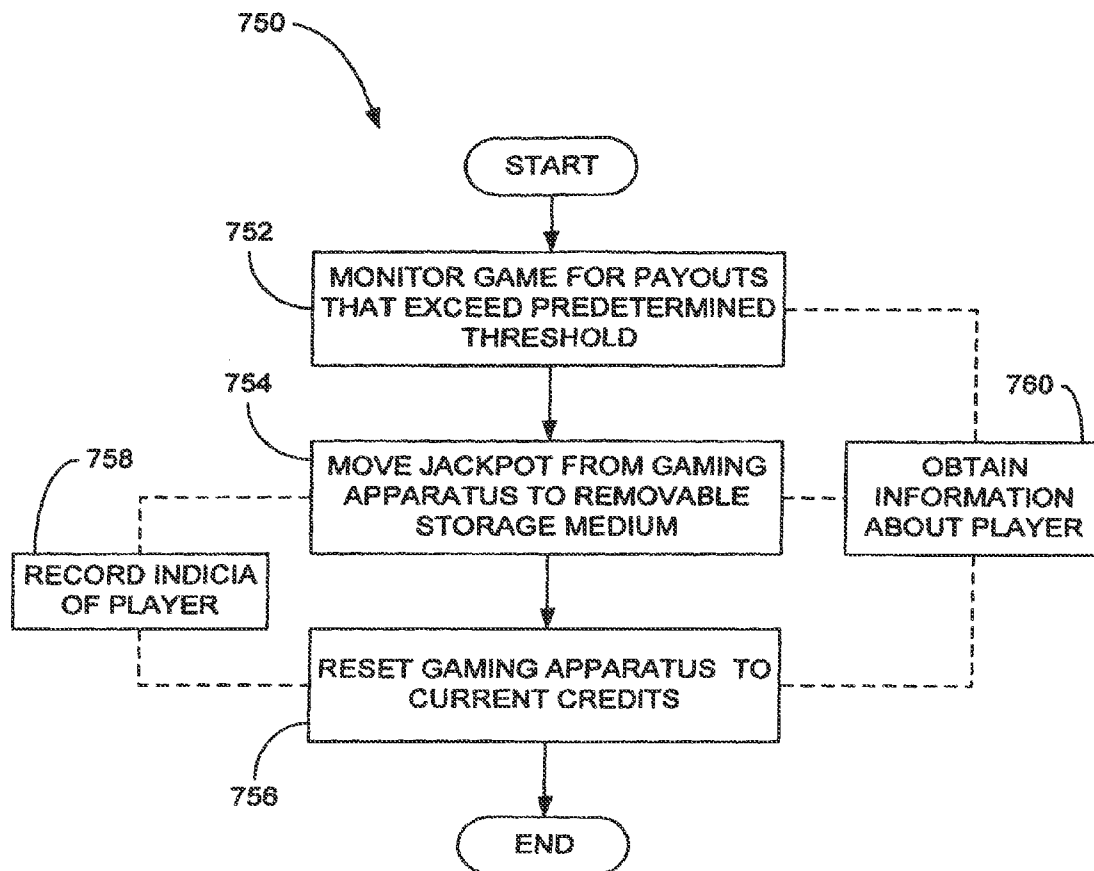 750
START
752
MONITOR GAME FOR PAYOUTS
THAT EXCEED PREDETERMINED
THRESHOLD
754
760
758
MOVE JACKPOT FROM GAMING
APPARATUS TO REMOVABLE
STORAGE MEDIUM
OBTAIN
INFORMATION
ABOUT PLAYER
RECORD INDICIA
OF PLAYER
RESET GAMING APPARATUS TO
CURRENT CREDITS
756
END